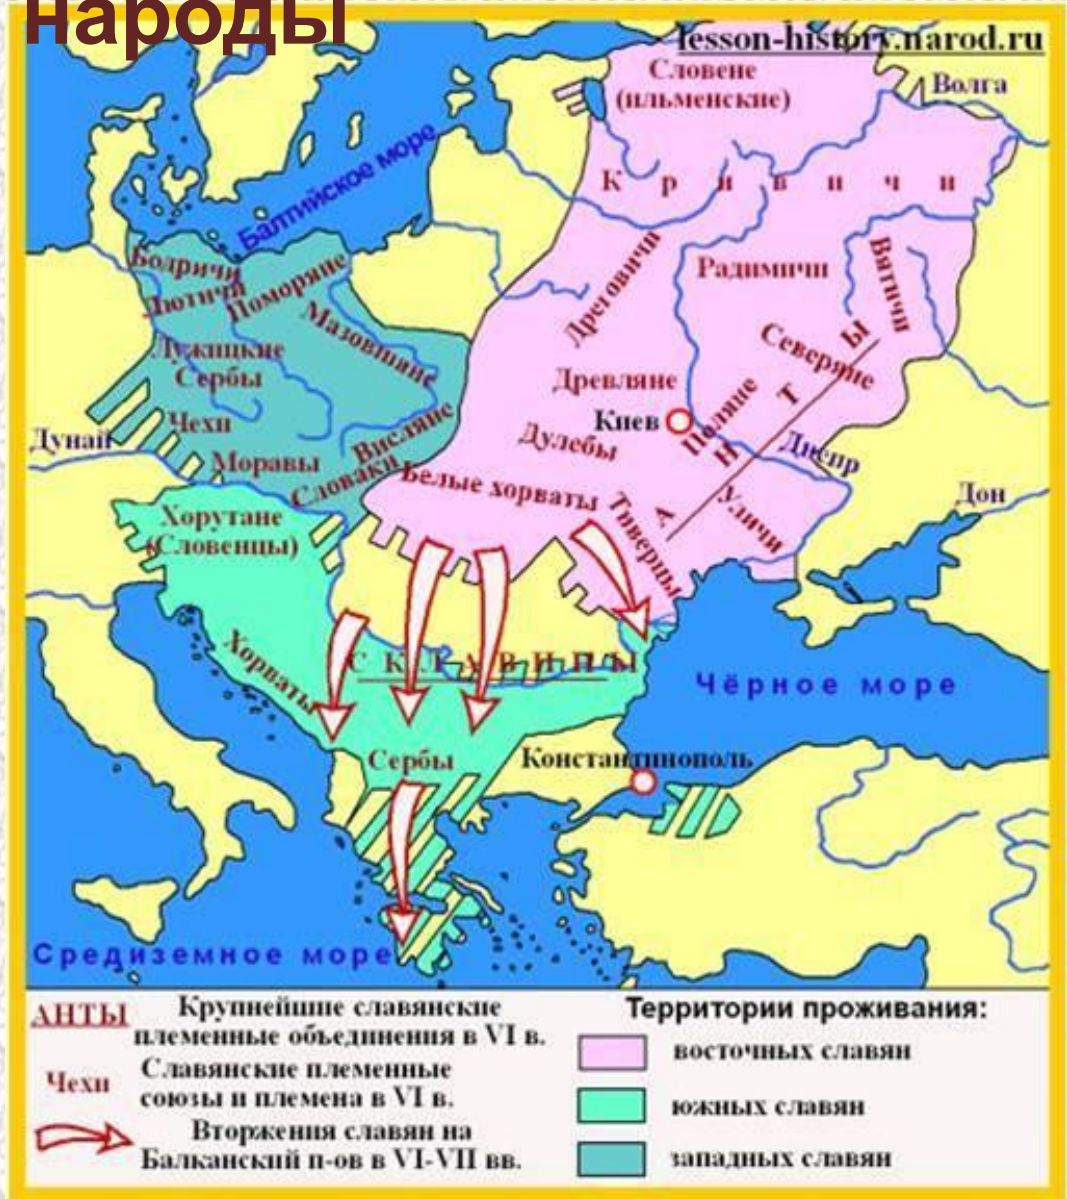 народы
lesson-history.narod.ru
Словене
(ильменские)
Волга
Балтийское море
Кривичи
Бодричи
Лютичи
Поморяне
Мазовшане
Дреговичи
Радимичи
Вятичи
Лужицкие
Сербы
Северяне
Древляне
Киев
Поляне
АНТЫ
Чехи
Дунай
Висляне
Дулебы
Днепр
Моравы
Словаки
Белые хорваты
Уличи
Дон
Хорутане
(Словенцы)
Тиверцы
Хорваты
СКЛАВИНЫ
Чёрное море
Сербы
Константинополь
Средиземное море
АНТЫ
Крупнейшие славянские
племенные объединения в VI в.
Чехи
Славянские племенные
союзы и племена в VI в.
Вторжения славян на
Балканский п-ов в VI-VII вв.
Территории проживания:
восточных славян
южных славян
западных славян